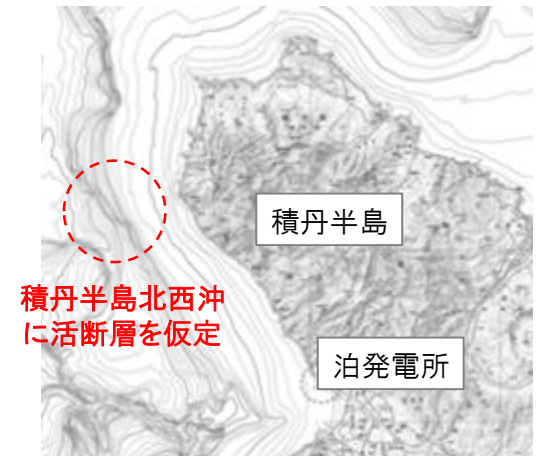 積丹半島
積丹半島北西沖
に活断層を仮定
泊発電所